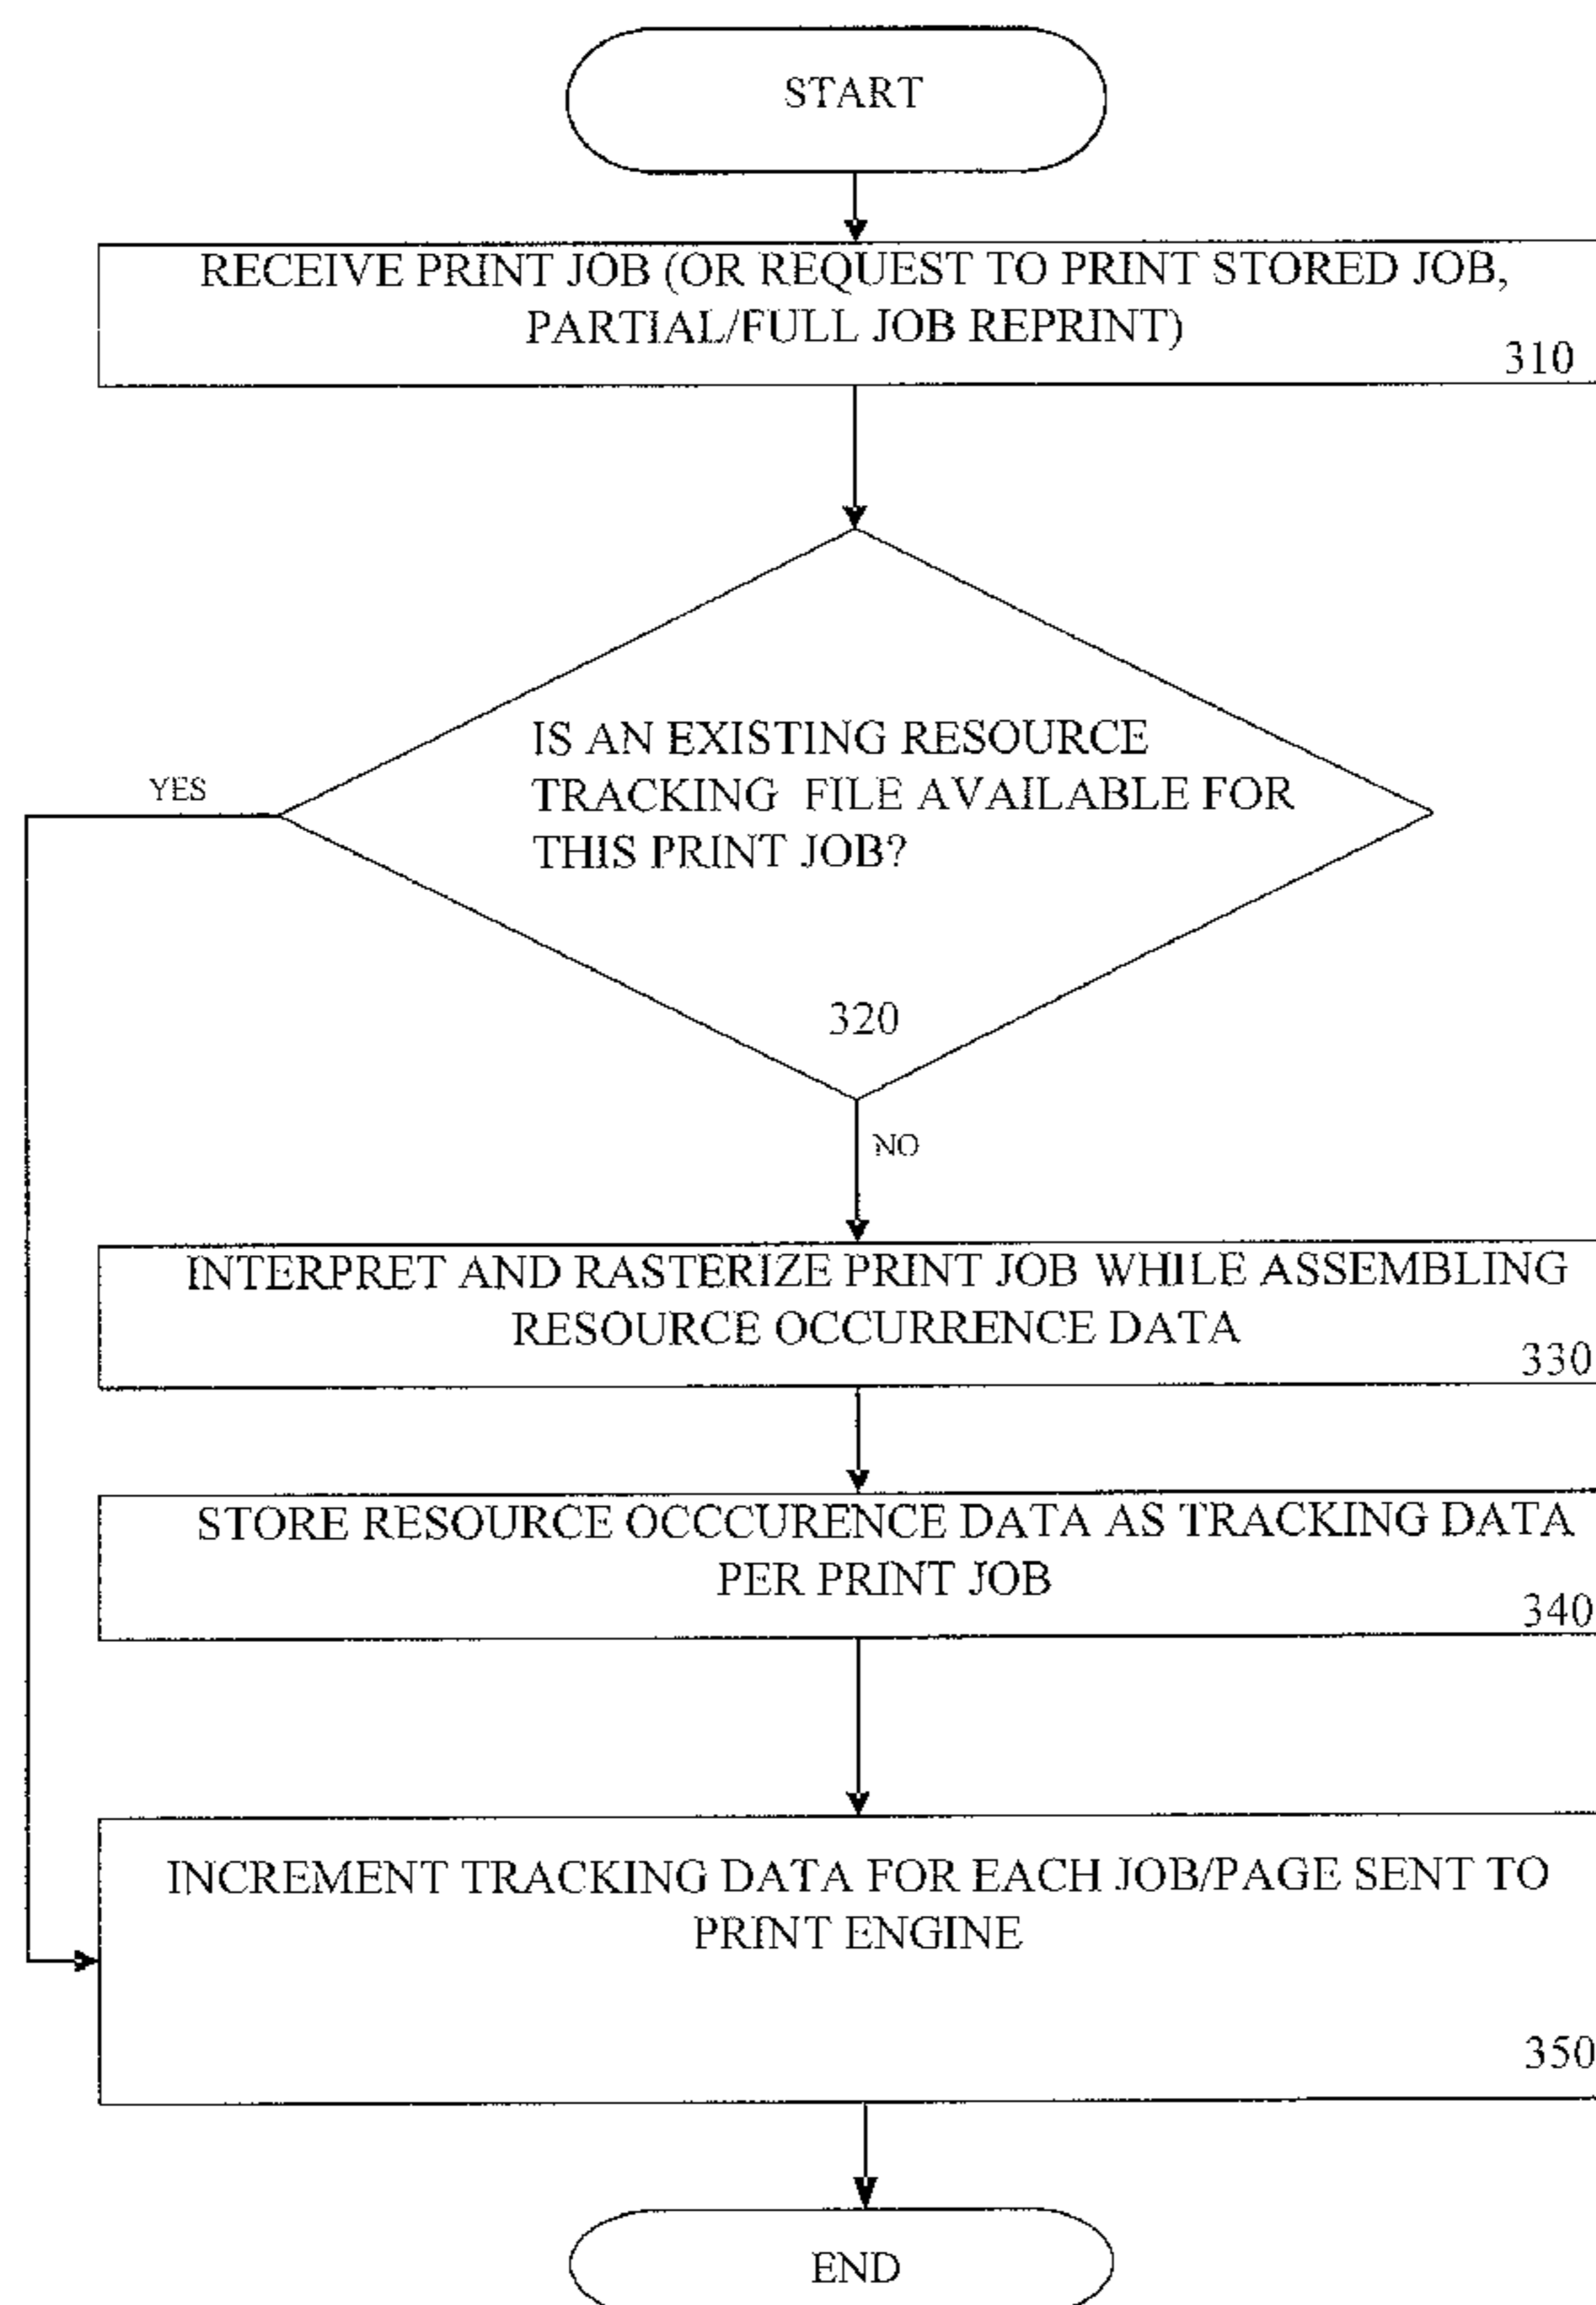 START
RECEIVE PRINT JOB (OR REQUEST TO PRINT STORED JOB,
PARTIAL/FULL JOB REPRINT)
310
IS AN EXISTING RESOURCE
TRACKING FILE AVAILABLE FOR
THIS PRINT JOB?
YES
320
NO
INTERPRET AND RASTERIZE PRINT JOB WHILE ASSEMBLING
RESOURCE OCCURRENCE DATA
330
STORE RESOURCE OCCCURENCE DATA AS TRACKING DATA
PER PRINT JOB
340
INCREMENT TRACKING DATA FOR EACH JOB/PAGE SENT TO
PRINT ENGINE
350
END